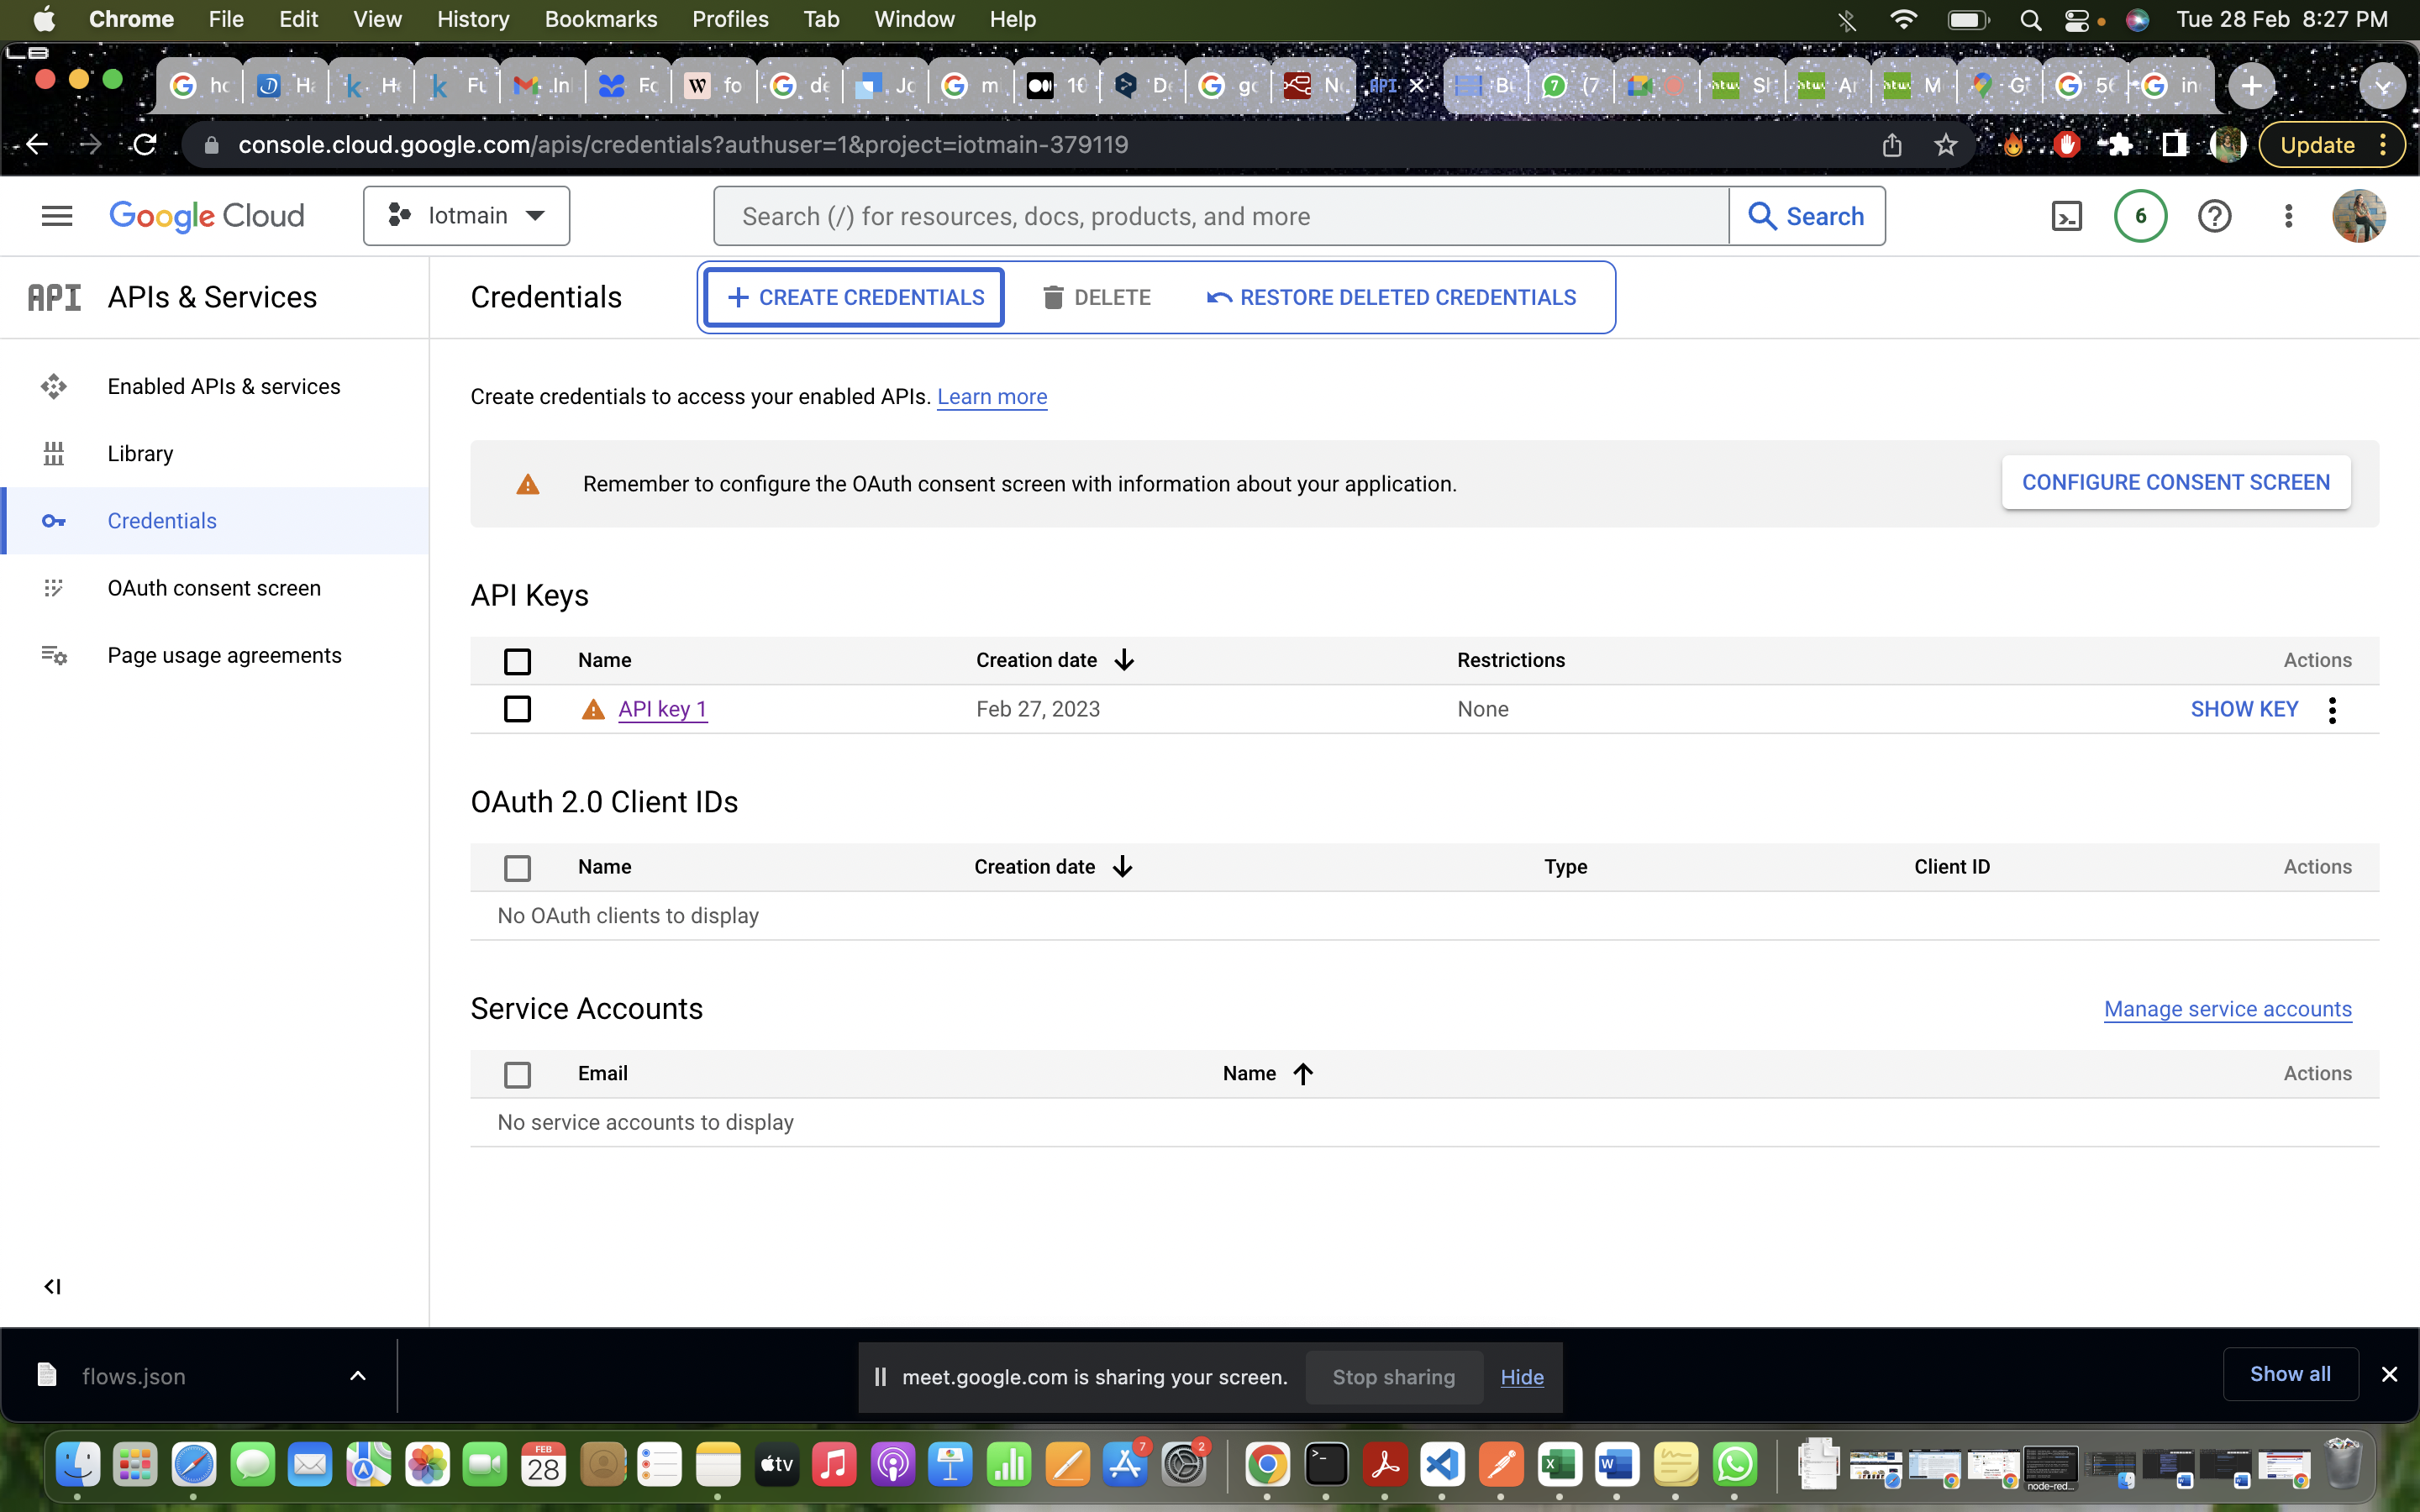 Chrome File Edit View History Bookmarks Profiles Tab Window Help Tue 28 Feb 8:27 PM
console.cloud.google.com/apis/credentials?authuser=1&project=iotmain-379119
Update
Google Cloud
Iotmain
Search (/) for resources, docs, products, and more
Search
6
API APIs & Services
Credentials
CREATE CREDENTIALS
DELETE
RESTORE DELETED CREDENTIALS
Enabled APIs & services
Library
Credentials
OAuth consent screen
Page usage agreements
Create credentials to access your enabled APIs. Learn more
Remember to configure the OAuth consent screen with information about your application.
CONFIGURE CONSENT SCREEN
API Keys
Name Creation date Restrictions Actions
API key 1 Feb 27, 2023 None SHOW KEY
OAuth 2.0 Client IDs
Name Creation date Type Client ID Actions
No OAuth clients to display
Service Accounts
Manage service accounts
Email Name Actions
No service accounts to display
flows.json
meet.google.com is sharing your screen.
Stop sharing
Hide
Show all
FEB
28
tv
7
2
node-red...